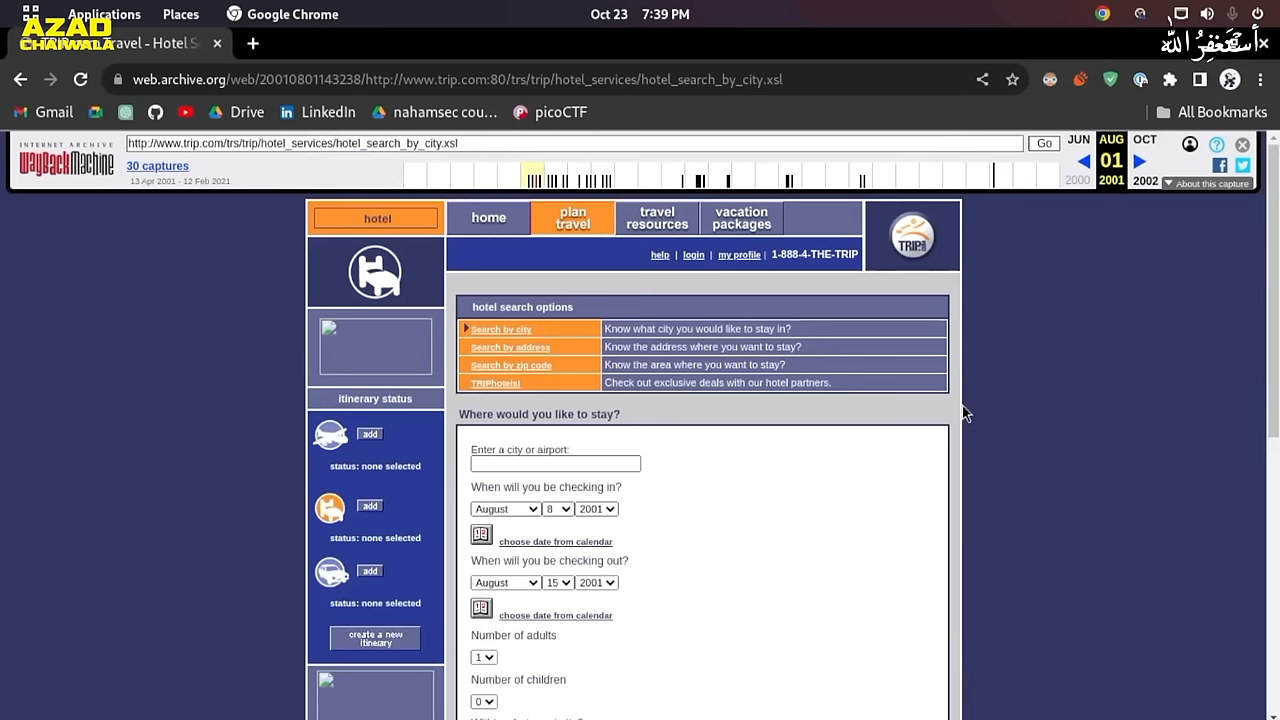 Applications Places Google Chrome Oct 23 7:39 PM
AZAD
CHAIWALA
Travel - Hotel S
أستغفر الله
web.archive.org/web/20010801143238/http://www.trip.com:80/trs/trip/hotel_services/hotel_search_by_city.xsl
Gmail Drive LinkedIn nahamsec cou... picoCTF All Bookmarks
INTERNET ARCHIVE
WayBackMachine
http://www.trip.com/trs/trip/hotel_services/hotel_search_by_city.xsl Go
30 captures
13 Apr 2001 - 12 Feb 2021
JUN AUG OCT
01
2000 2001 2002
About this capture
hotel
home
plan travel
travel resources
vacation packages
TRIP.com
help | login | my profile | 1-888-4-THE-TRIP
hotel search options
Search by city Know what city you would like to stay in?
Search by address Know the address where you want to stay?
Search by zip code Know the area where you want to stay?
TRIPhotels! Check out exclusive deals with our hotel partners.
itinerary status
add
status: none selected
add
status: none selected
add
status: none selected
create a new
itinerary
Where would you like to stay?
Enter a city or airport:
When will you be checking in?
August 8 2001
choose date from calendar
When will you be checking out?
August 15 2001
choose date from calendar
Number of adults
1
Number of children
0